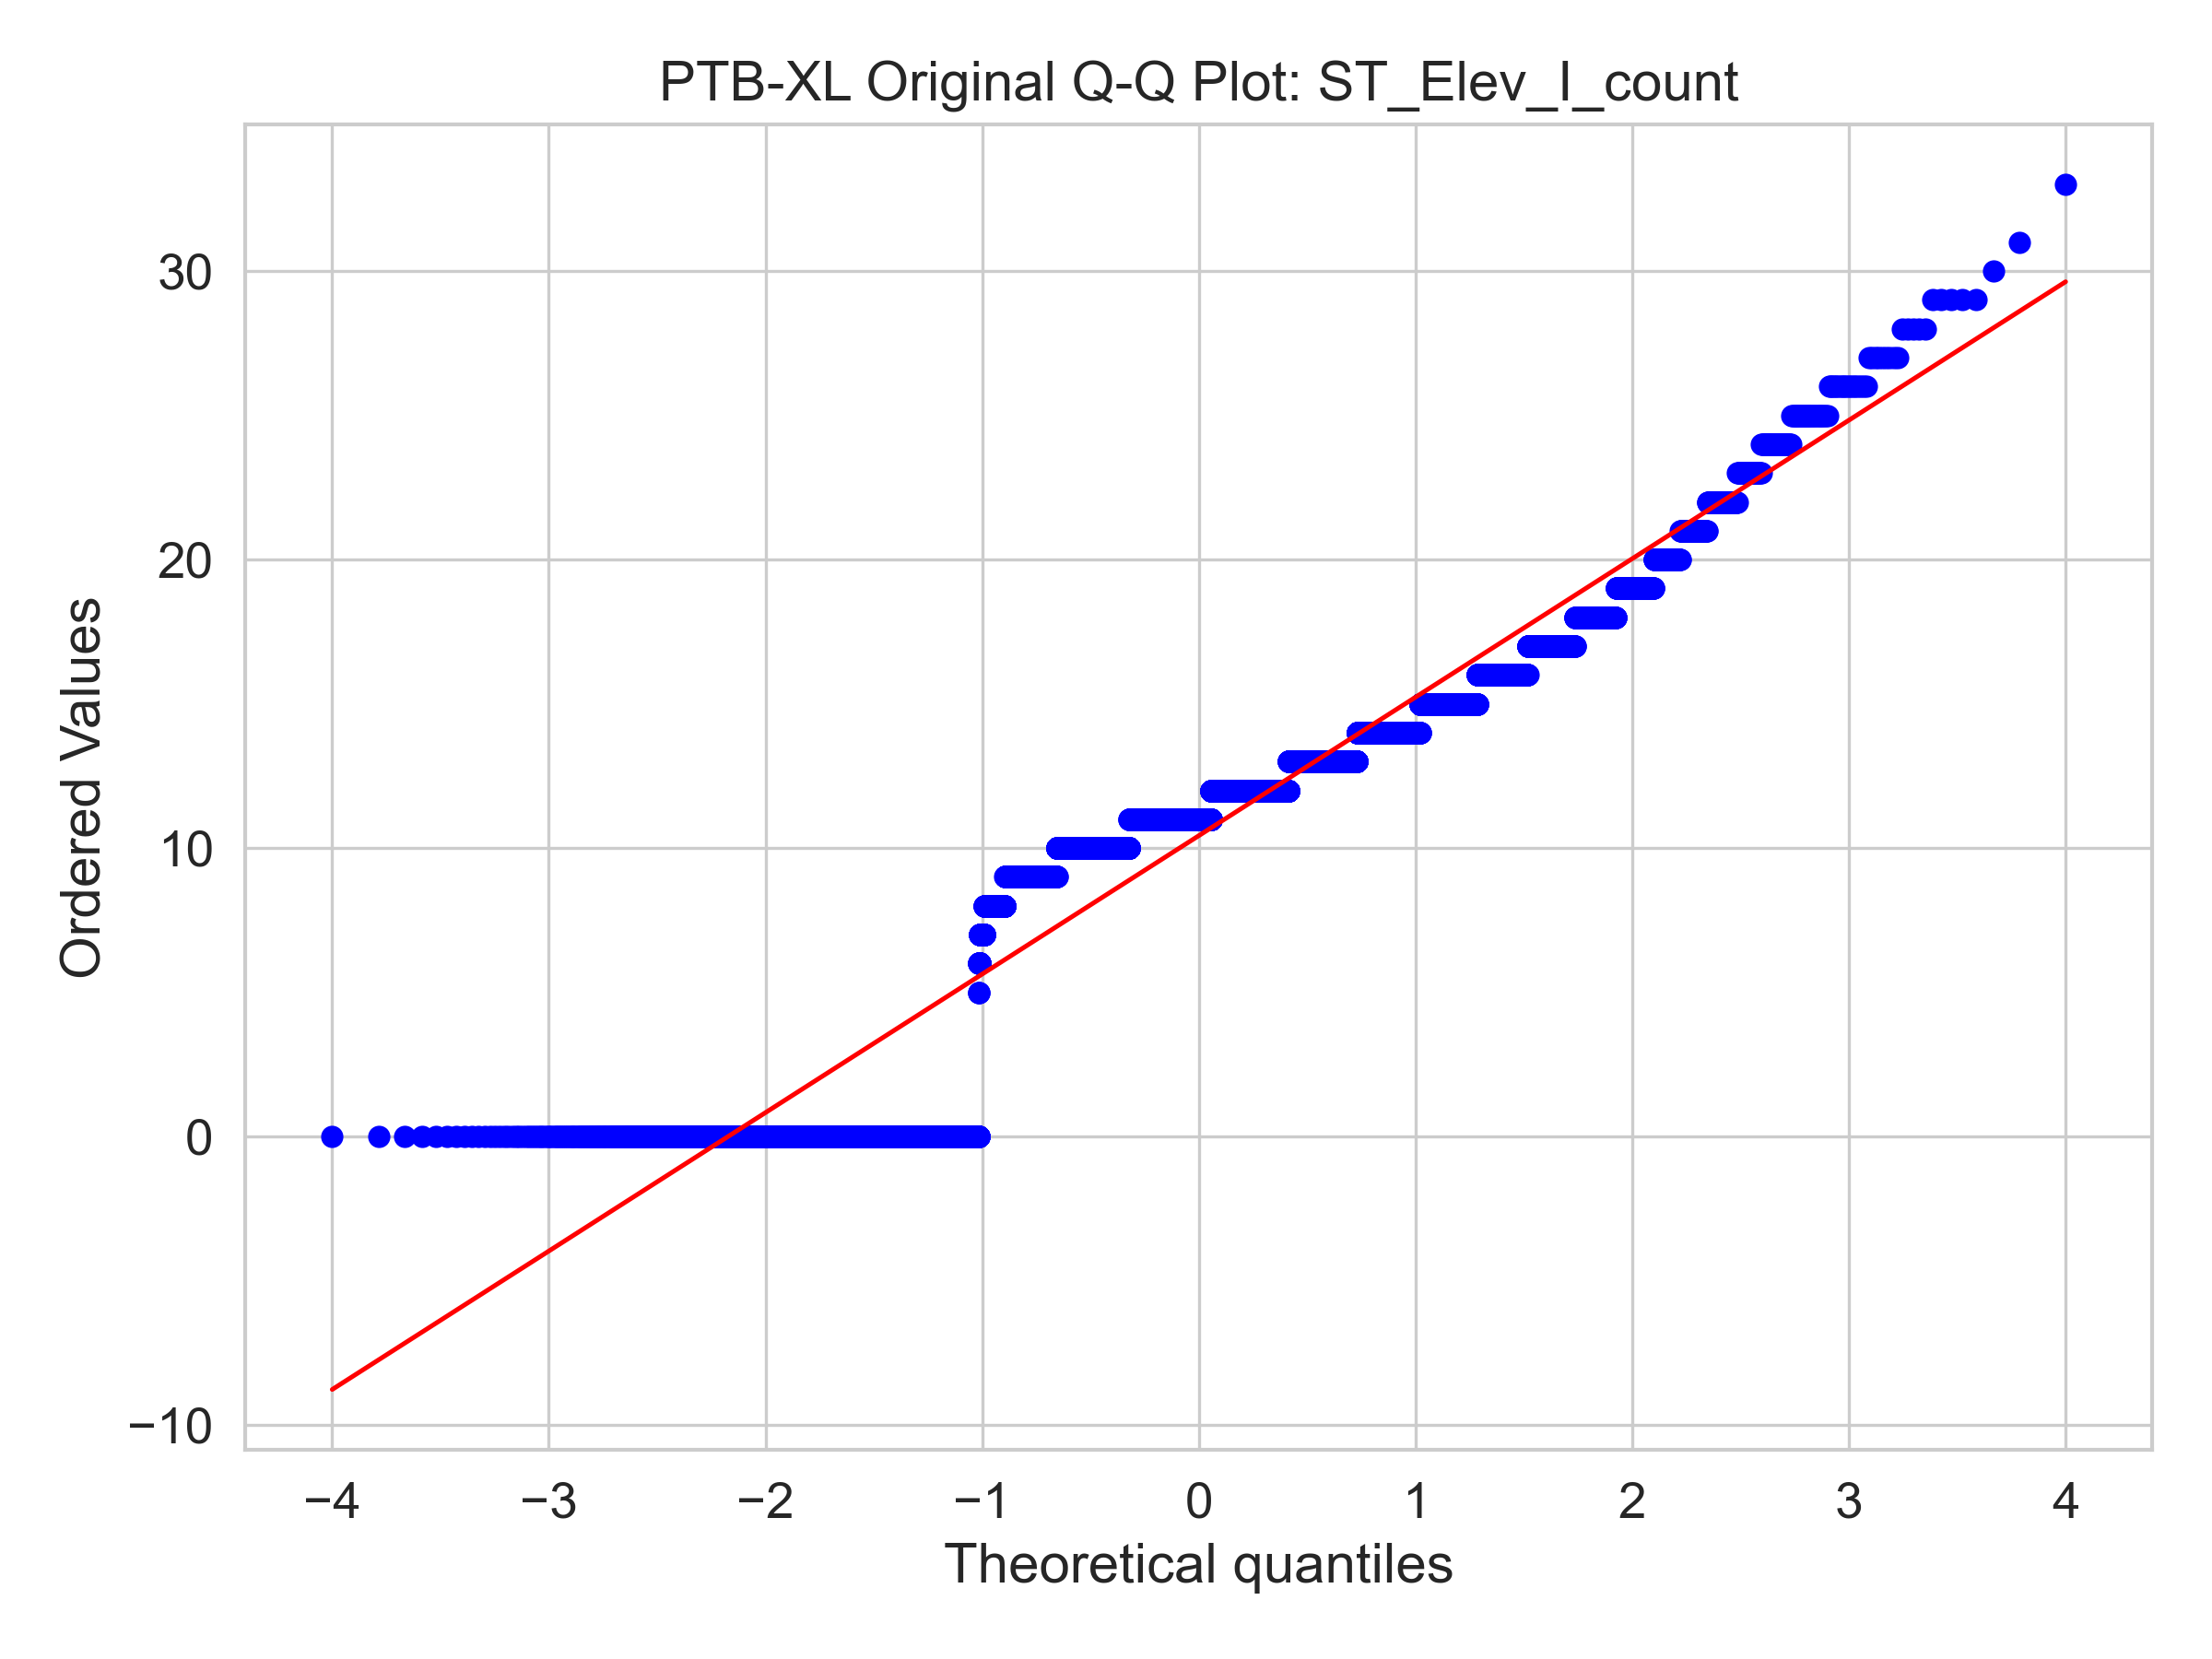 PTB-XL Original Q-Q Plot: ST_Elev_I_count
Ordered Values
30
20
10
0
−10
−4 −3 −2 −1 0 1 2 3 4
Theoretical quantiles